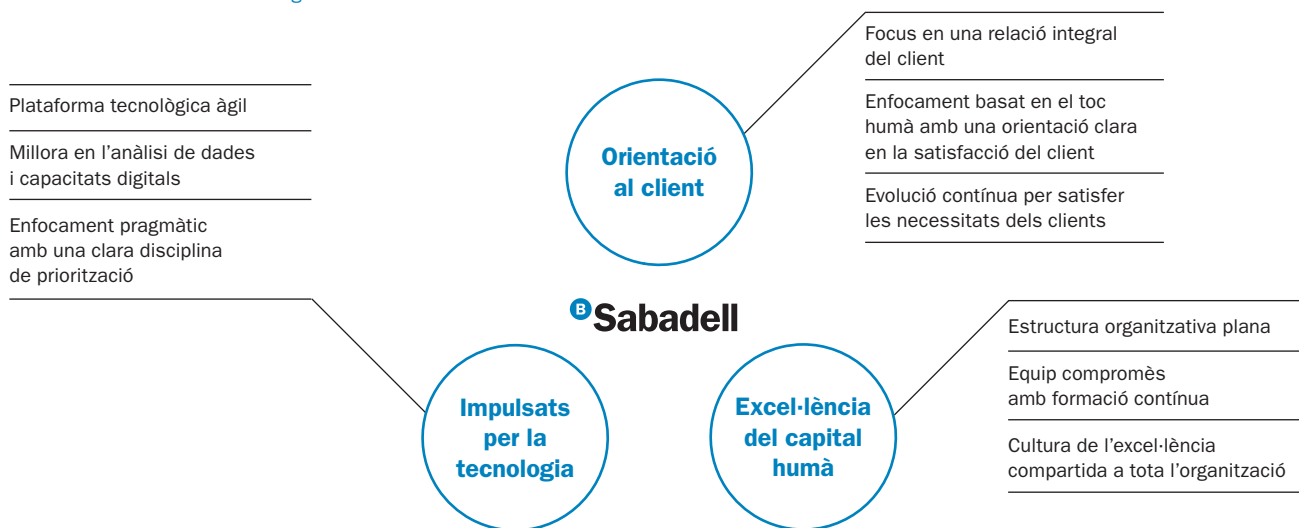 Focus en una relació integral
del client
Enfocament basat en el toc
humà amb una orientació clara
en la satisfacció del client
Evolució contínua per satisfer
les necessitats dels clients
Orientació
al client
Plataforma tecnològica àgil
Millora en l’anàlisi de dades
i capacitats digitals
Enfocament pragmàtic
amb una clara disciplina
de priorització
B Sabadell
Impulsats
per la
tecnologia
Excel·lència
del capital
humà
Estructura organitzativa plana
Equip compromès
amb formació contínua
Cultura de l’excel·lència
compartida a tota l’organització